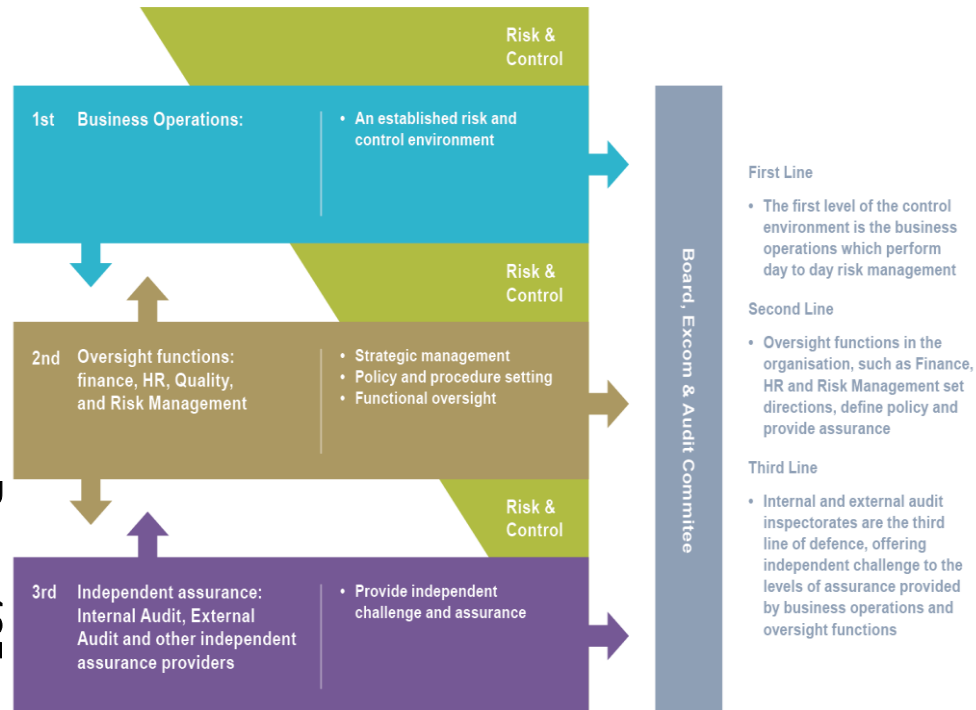 Risk &
Control
1st Business Operations:
• An established risk and
control environment
Risk &
Control
2nd Oversight functions:
finance, HR, Quality,
and Risk Management
• Strategic management
• Policy and procedure setting
• Functional oversight
Risk &
Control
3rd Independent assurance:
Internal Audit, External
Audit and other independent
assurance providers
• Provide independent
challenge and assurance
Board, Excom & Audit Commitee
First Line
• The first level of the control
environment is the business
operations which perform
day to day risk management
Second Line
• Oversight functions in the
organisation, such as Finance,
HR and Risk Management set
directions, define policy and
provide assurance
Third Line
• Internal and external audit
inspectorates are the third
line of defence, offering
independent challenge to the
levels of assurance provided
by business operations and
oversight functions